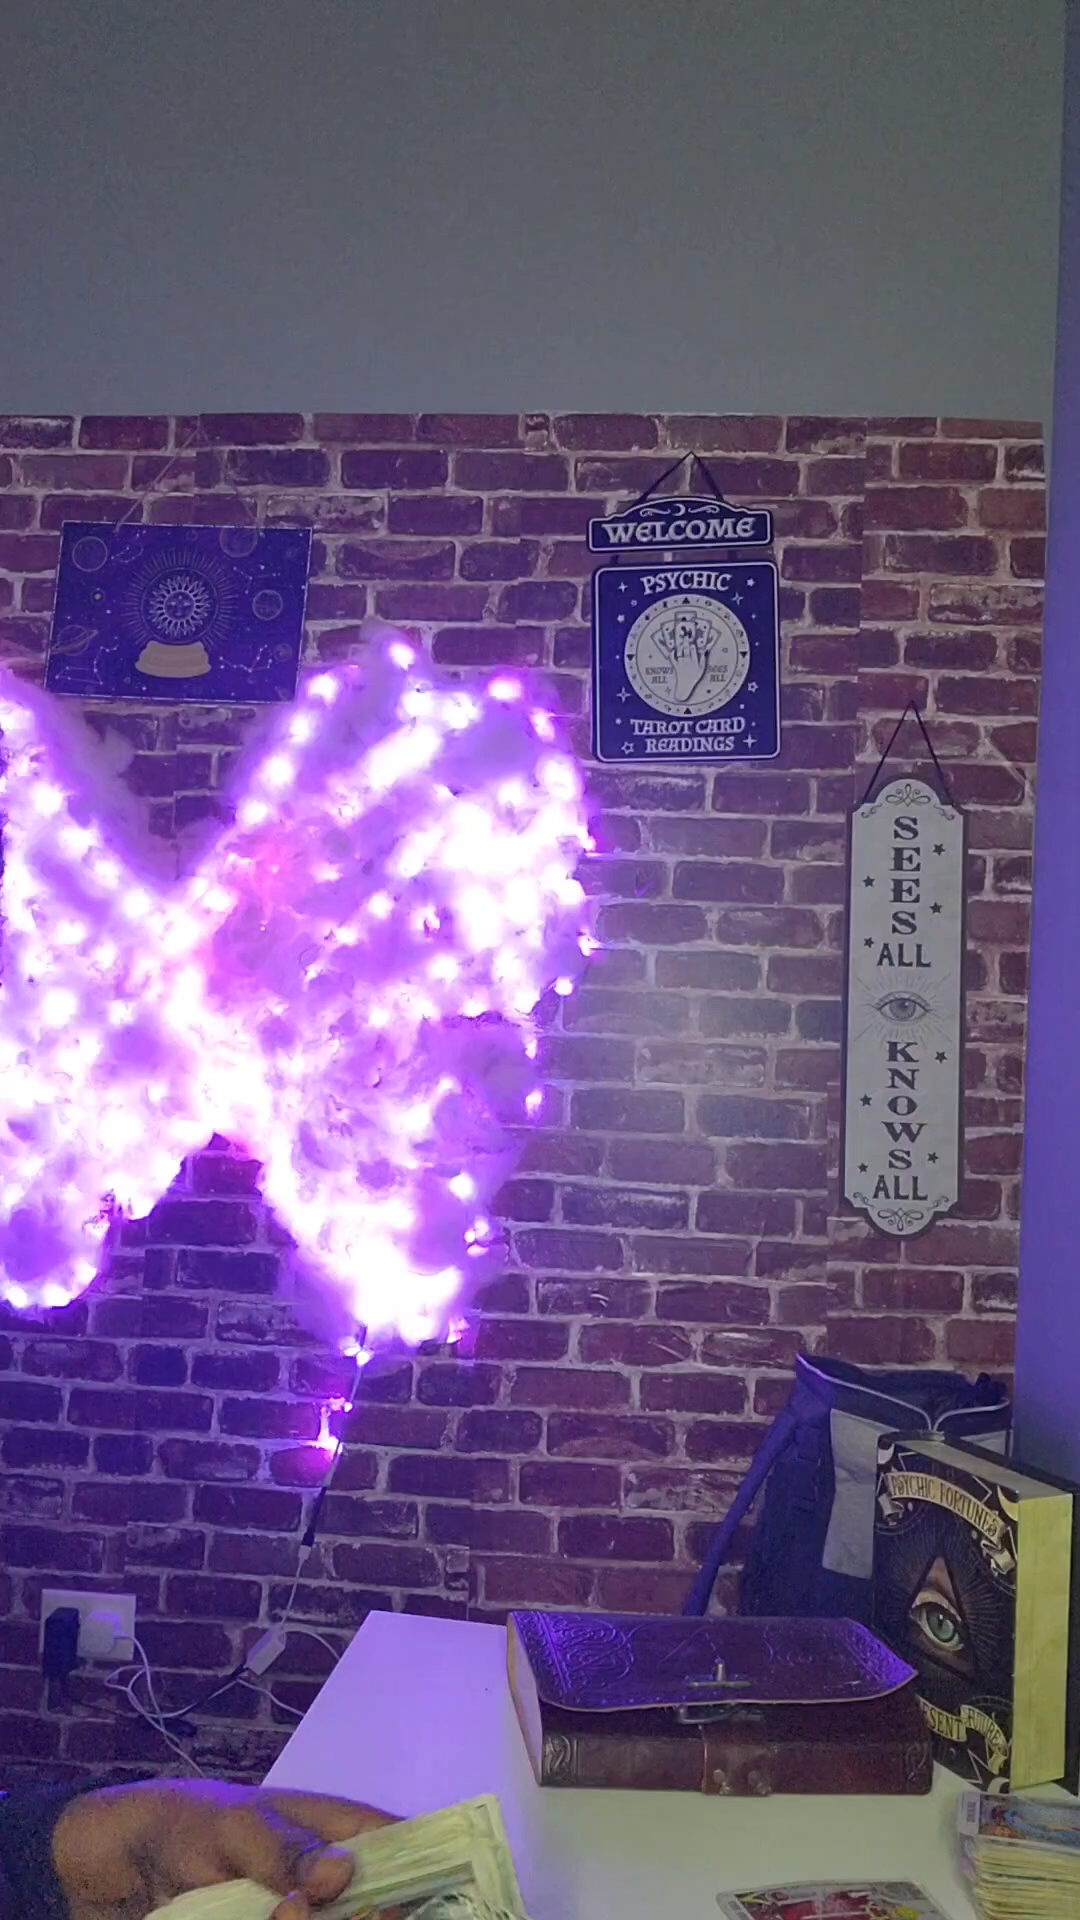 WELCOME
PSYCHIC
KNOWS
ALL
SEES
ALL
TAROT CARD
READINGS
SEES
ALL
KNOWS
ALL
PSYCHIC FORTUNES